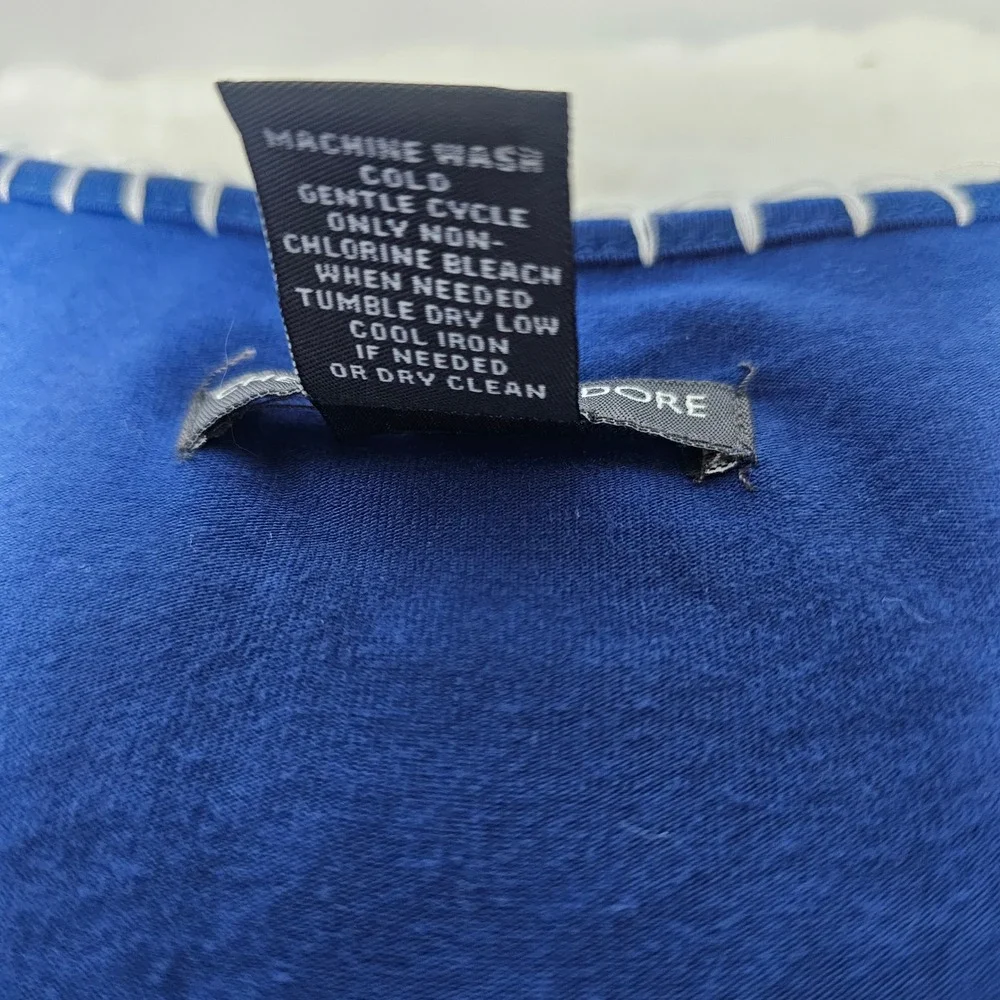 MACHINE WASH
COLD
GENTLE CYCLE
ONLY NON-
CHLORINE BLEACH
WHEN NEEDED
TUMBLE DRY LOW
COOL IRON
IF NEEDED
OR DRY CLEAN
DORE